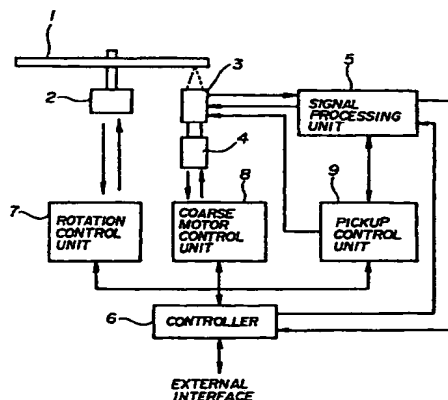 1
2
3
4
5
SIGNAL
PROCESSING
UNIT
7
ROTATION
CONTROL
UNIT
8
COARSE
MOTOR
CONTROL
UNIT
9
PICKUP
CONTROL
UNIT
6
CONTROLLER
EXTERNAL
INTERFACE